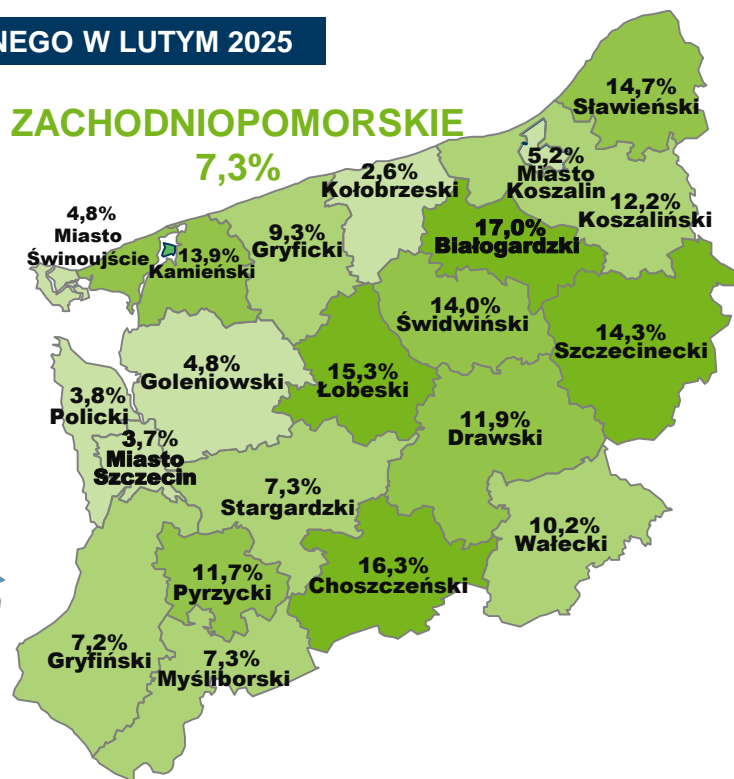 NEGO W LUTYM 2025
ZACHODNIOPOMORSKIE
7,3%
14,7%
Sławieński
5,2%
Miasto
Koszalin
12,2%
Koszaliński
2,6%
Kołobrzeski
17,0%
Białogardzki
4,8%
Miasto
Świnoujście
13,9%
Kamieński
9,3%
Gryficki
14,0%
Świdwiński
14,3%
Szczecinecki
4,8%
Goleniowski
15,3%
Łobeski
3,8%
Policki
3,7%
Miasto
Szczecin
11,9%
Drawski
7,3%
Stargardzki
10,2%
Wałecki
11,7%
Pyrzycki
16,3%
Choszczeński
7,2%
Gryfiński
7,3%
Myśliborski